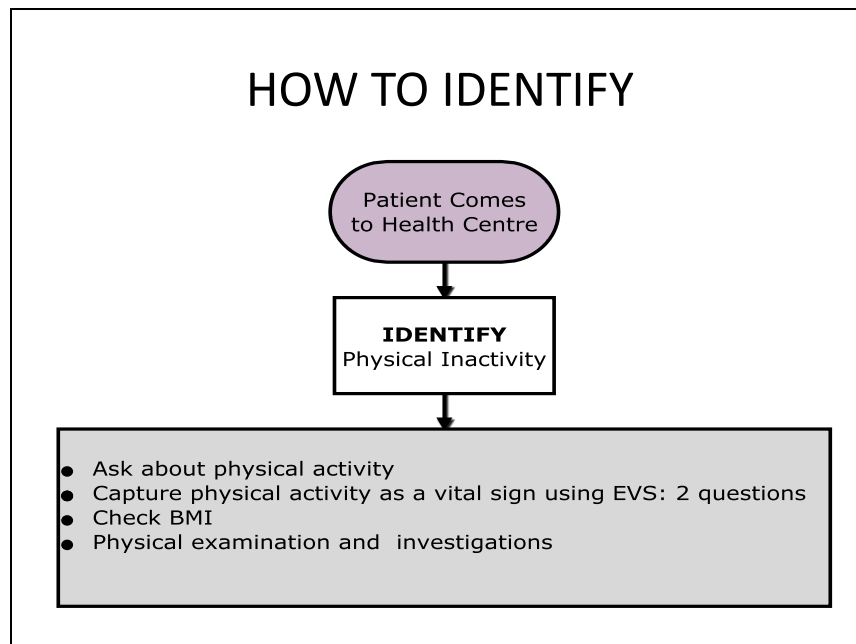 HOW TO IDENTIFY
Patient Comes
to Health Centre
IDENTIFY
Physical Inactivity
● Ask about physical activity
● Capture physical activity as a vital sign using EVS: 2 questions
● Check BMI
● Physical examination and  investigations